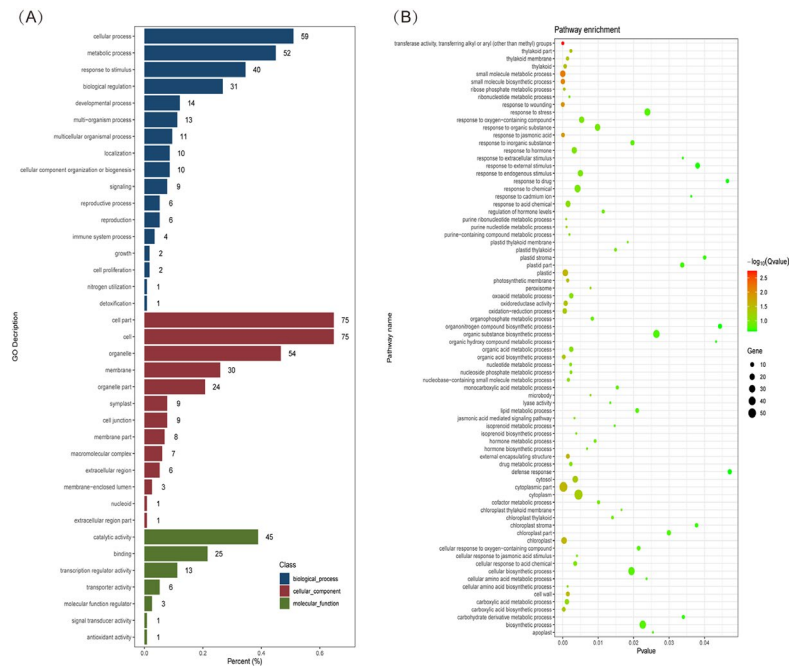 (A)
GO Decription
cellular process 59
metabolic process 52
response to stimulus 40
biological regulation 31
developmental process 14
multi-organism process 13
multicellular organismal process 11
localization 10
cellular component organization or biogenesis 10
signaling 9
reproductive process 6
reproduction 6
immune system process 4
growth 2
cell proliferation 2
nitrogen utilization 1
detoxification 1
cell part 75
cell 75
organelle 54
membrane 30
organelle part 24
symplast 9
cell junction 9
membrane part 8
macromolecular complex 7
extracellular region 6
membrane-enclosed lumen 3
nucleoid 1
extracellular region part 1
catalytic activity 45
binding 25
transcription regulator activity 13
transporter activity 6
molecular function regulator 3
signal transducer activity 1
antioxidant activity 1
Class
biological_process
cellular_component
molecular_function
0.0 0.2 0.4 0.6
Percent (%)
(B)
Pathway enrichment
Pathway name
transferase activity, transferring alkyl or aryl (other than methyl) groups
thylakoid part
thylakoid membrane
thylakoid
small molecule metabolic process
small molecule biosynthetic process
ribose phosphate metabolic process
ribonucleotide metabolic process
response to wounding
response to stress
response to oxygen-containing compound
response to organic substance
response to jasmonic acid
response to inorganic substance
response to hormone
response to extracellular stimulus
response to external stimulus
response to endogenous stimulus
response to drug
response to chemical
response to cadmium ion
response to acid chemical
regulation of hormone levels
purine ribonucleotide metabolic process
purine nucleotide metabolic process
purine-containing compound metabolic process
plastid thylakoid membrane
plastid thylakoid
plastid stroma
plastid part
plastid
photosynthetic membrane
peroxisome
oxoacid metabolic process
oxidoreductase activity
oxidation-reduction process
organophosphate metabolic process
organonitrogen compound biosynthetic process
organic substance biosynthetic process
organic hydroxy compound metabolic process
organic acid metabolic process
organic acid biosynthetic process
nucleotide metabolic process
nucleoside phosphate metabolic process
nucleobase-containing small molecule metabolic process
monocarboxylic acid metabolic process
microbody
lyase activity
lipid metabolic process
jasmonic acid mediated signaling pathway
isoprenoid metabolic process
isoprenoid biosynthetic process
hormone metabolic process
hormone biosynthetic process
external encapsulating structure
drug metabolic process
defense response
cytosol
cytoplasmic part
cytoplasm
cofactor metabolic process
chloroplast thylakoid membrane
chloroplast thylakoid
chloroplast stroma
chloroplast part
chloroplast
cellular response to oxygen-containing compound
cellular response to jasmonic acid stimulus
cellular response to acid chemical
cellular biosynthetic process
cellular amino acid metabolic process
cellular amino acid biosynthetic process
cell wall
carboxylic acid metabolic process
carboxylic acid biosynthetic process
carbohydrate derivative metabolic process
biosynthetic process
apoplast
0.00 0.01 0.02 0.03 0.04
Pvalue
−log10(Qvalue)
2.5
2.0
1.5
1.0
Gene
10
20
30
40
50